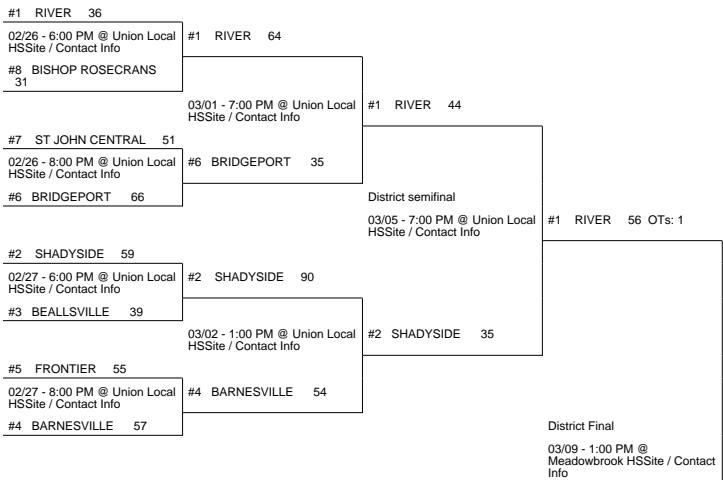 #1 RIVER 36
02/26 - 6:00 PM @ Union Local
HSSite / Contact Info
#8 BISHOP ROSECRANS
31
#1 RIVER 64
03/01 - 7:00 PM @ Union Local
HSSite / Contact Info
#7 ST JOHN CENTRAL 51
02/26 - 8:00 PM @ Union Local
HSSite / Contact Info
#6 BRIDGEPORT 66
#6 BRIDGEPORT 35
#1 RIVER 44
District semifinal
03/05 - 7:00 PM @ Union Local
HSSite / Contact Info
#2 SHADYSIDE 59
02/27 - 6:00 PM @ Union Local
HSSite / Contact Info
#3 BEALLSVILLE 39
#2 SHADYSIDE 90
03/02 - 1:00 PM @ Union Local
HSSite / Contact Info
#5 FRONTIER 55
02/27 - 8:00 PM @ Union Local
HSSite / Contact Info
#4 BARNESVILLE 57
#4 BARNESVILLE 54
#2 SHADYSIDE 35
#1 RIVER 56 OTs: 1
District Final
03/09 - 1:00 PM @
Meadowbrook HSSite / Contact
Info